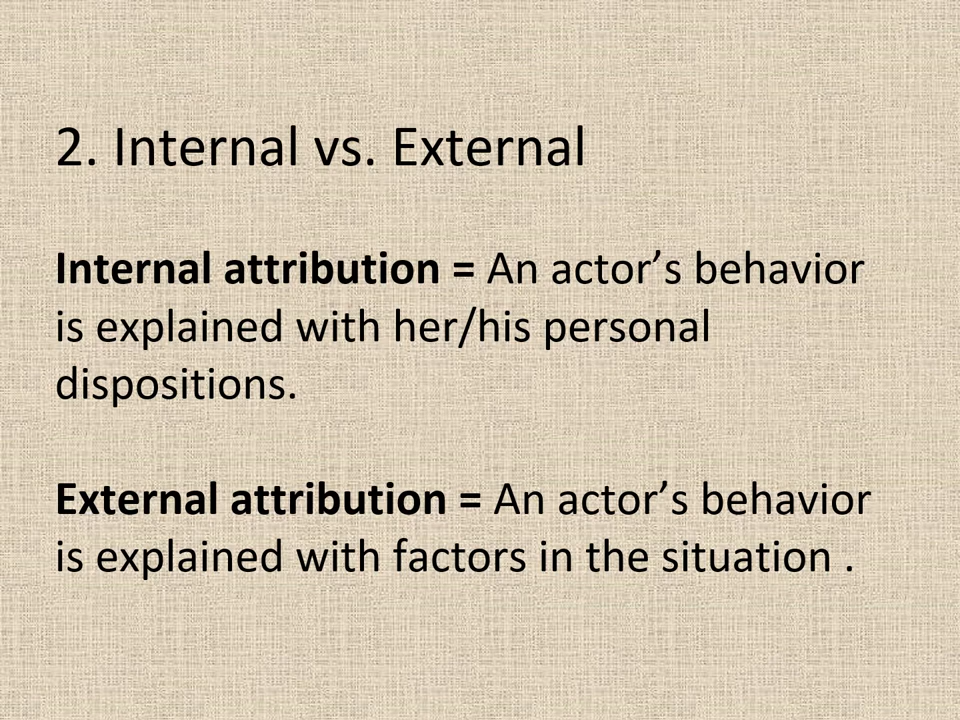 2. Internal vs. External
Internal attribution = An actor’s behavior
is explained with her/his personal
dispositions.
External attribution = An actor’s behavior
is explained with factors in the situation .